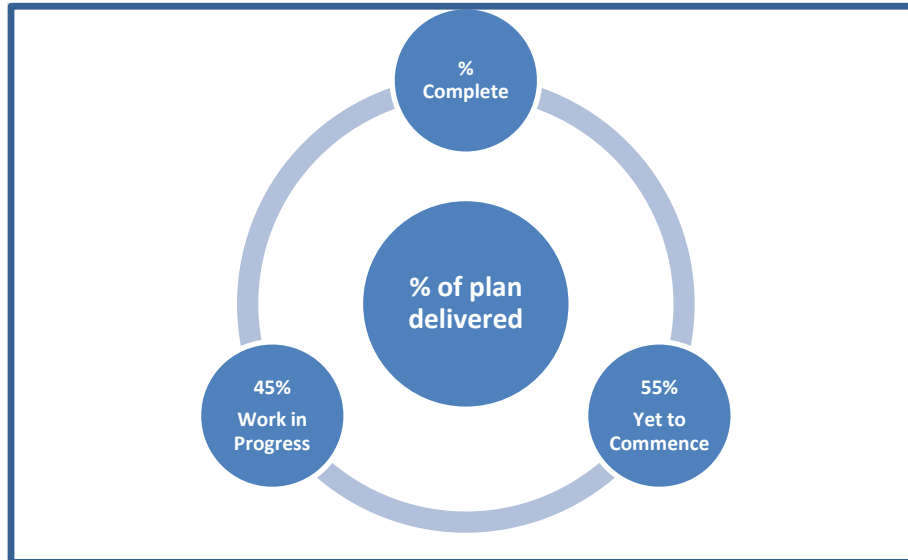 %
Complete
% of plan
delivered
45%
Work in
Progress
55%
Yet to
Commence